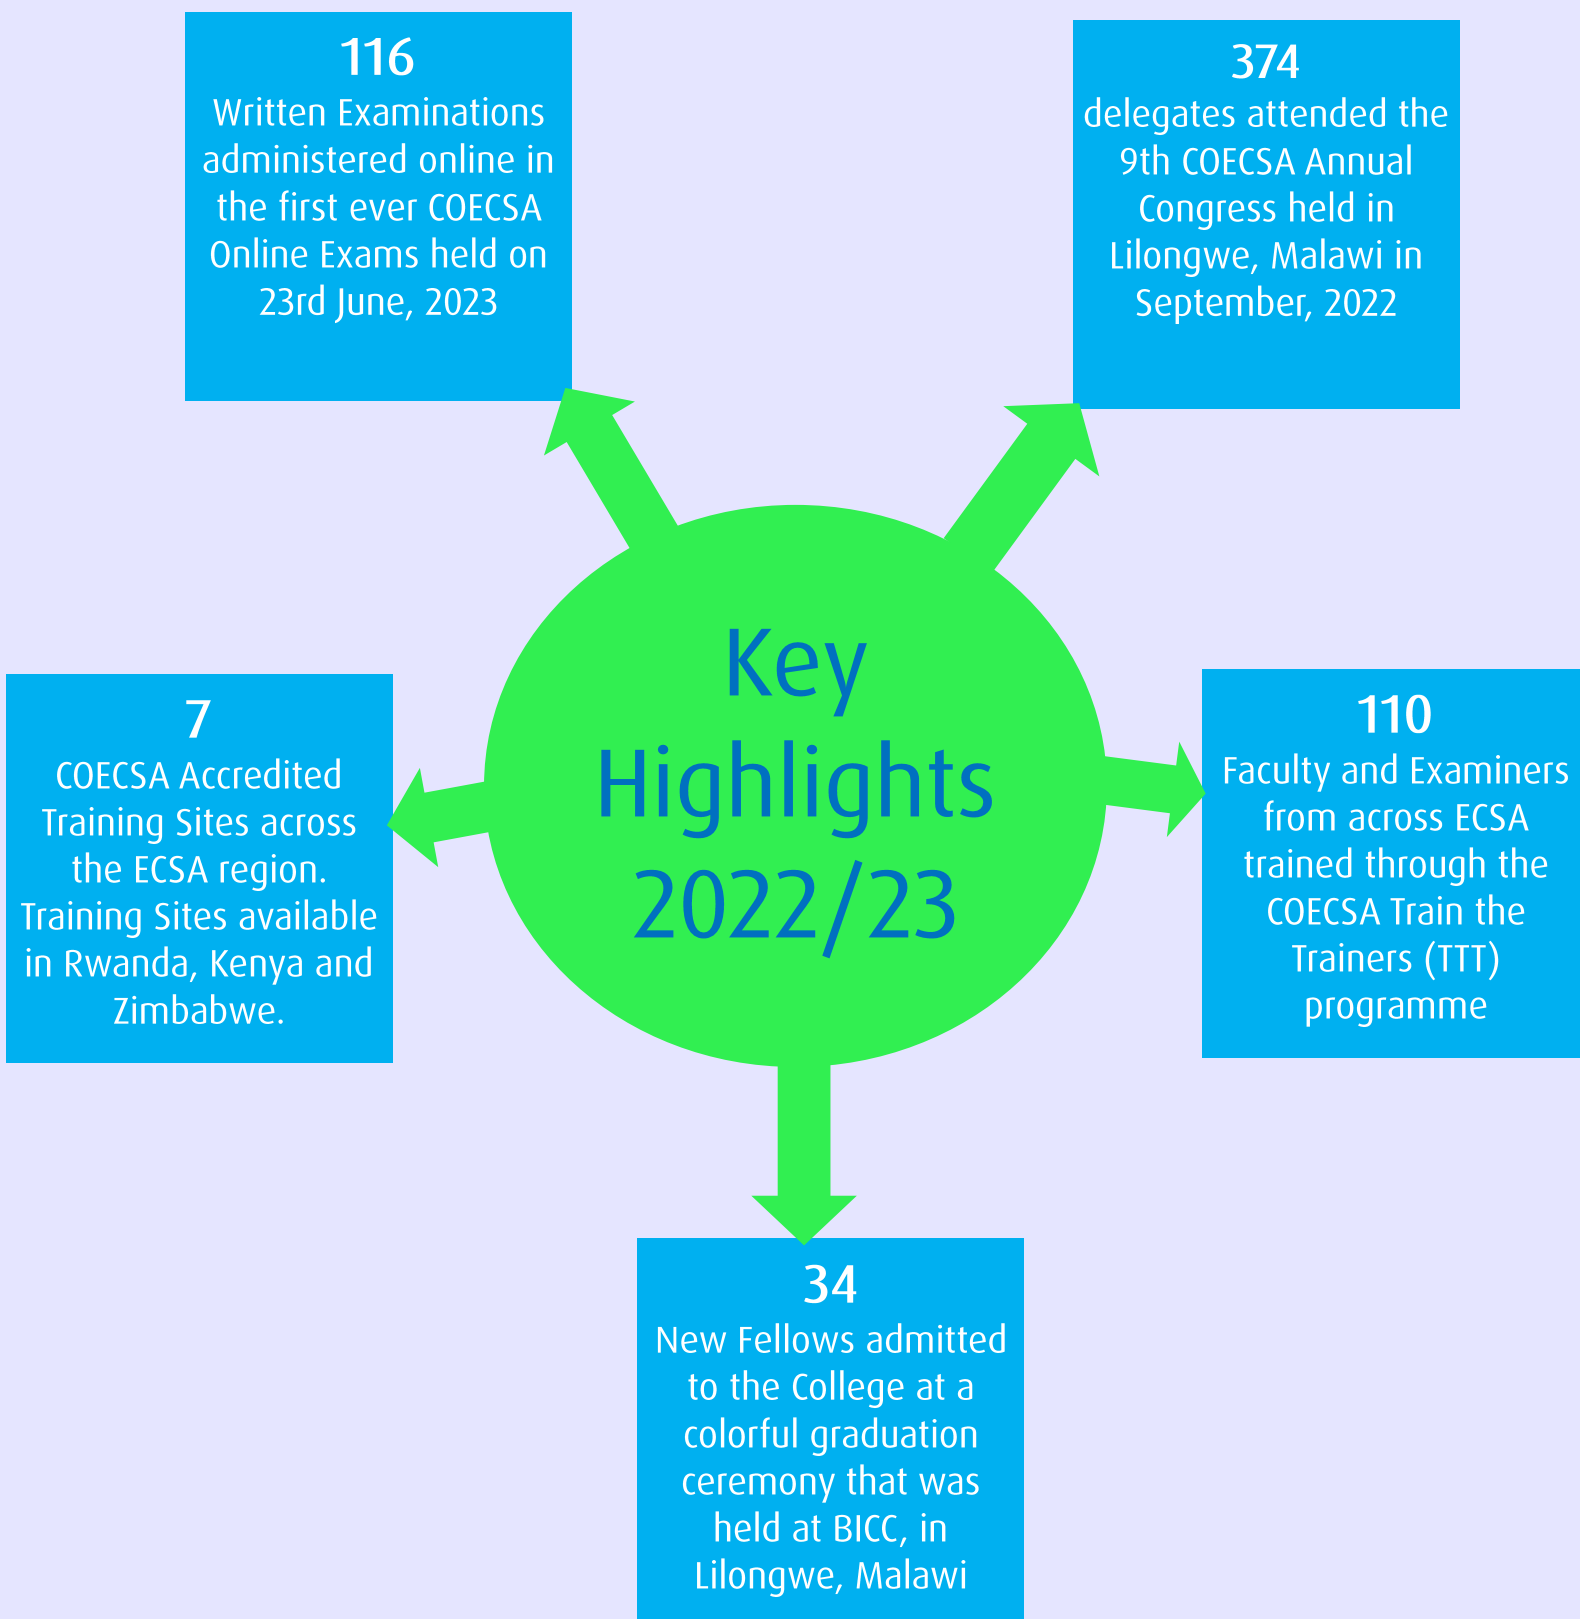 116
Written Examinations
administered online in
the first ever COECSA
Online Exams held on
23rd June, 2023
374
delegates attended the
9th COECSA Annual
Congress held in
Lilongwe, Malawi in
September, 2022
Key
Highlights
2022/23
7
COECSA Accredited
Training Sites across
the ECSA region.
Training Sites available
in Rwanda, Kenya and
Zimbabwe.
110
Faculty and Examiners
from across ECSA
trained through the
COECSA Train the
Trainers (TTT)
programme
34
New Fellows admitted
to the College at a
colorful graduation
ceremony that was
held at BICC, in
Lilongwe, Malawi